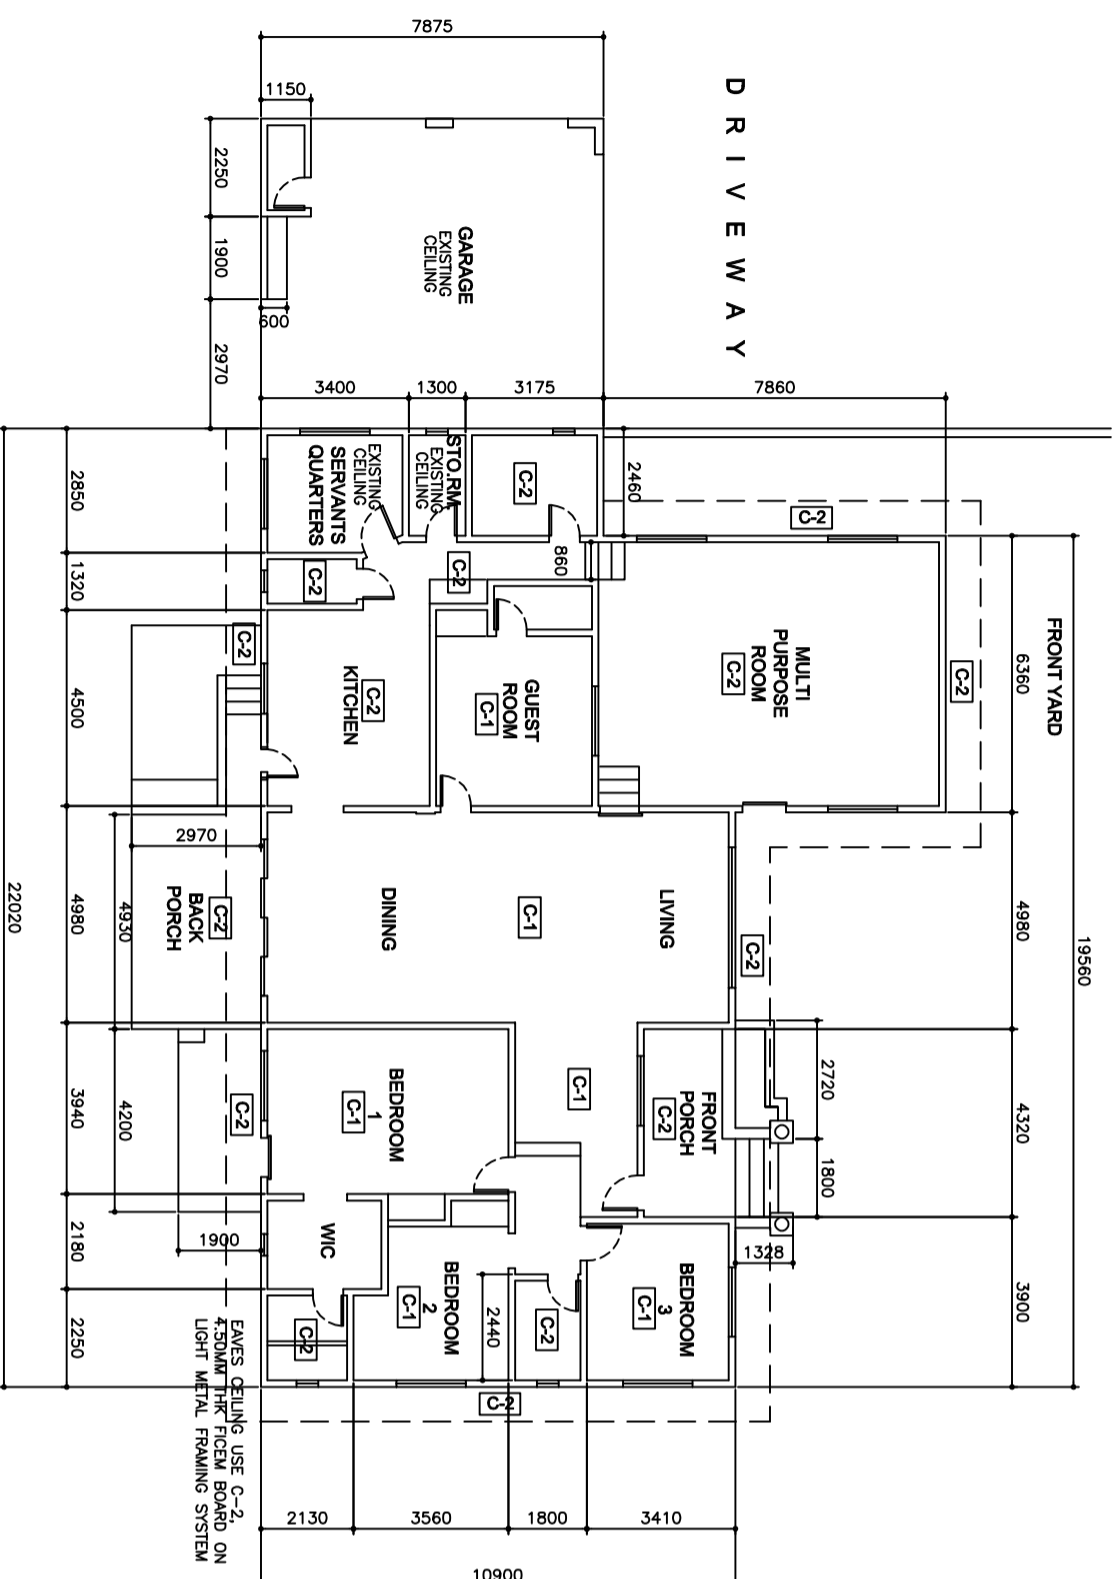 7875
1150
DRIVEWAY
2250
1900
2970
600
GARAGE
EXISTING
CEILING
3400
1300
3175
7860
2460
C-2
STO.RM.
EXISTING
CEILING
EXISTING
CEILING
SERVANTS
QUARTERS
C-2
C-2
860
C-2
FRONT YARD
C-2
MULTI
PURPOSE
ROOM
C-2
GUEST
ROOM
C-1
C-2
KITCHEN
C-2
2850
1320
4500
4980
3940
2180
2250
22020
6360
4980
4320
3900
19560
2970
4930
C-2
BACK
PORCH
DINING
C-1
LIVING
C-2
4200
1900
C-2
BEDROOM
1
C-1
C-1
FRONT
PORCH
C-2
2720
1800
1328
WIC
C-2
BEDROOM
2
C-1
2440
C-2
BEDROOM
3
C-1
C-2
EAVES CEILING USE C-2,
4.50MM THK FICEM BOARD ON
LIGHT METAL FRAMING SYSTEM
2130
3560
1800
3410
10900